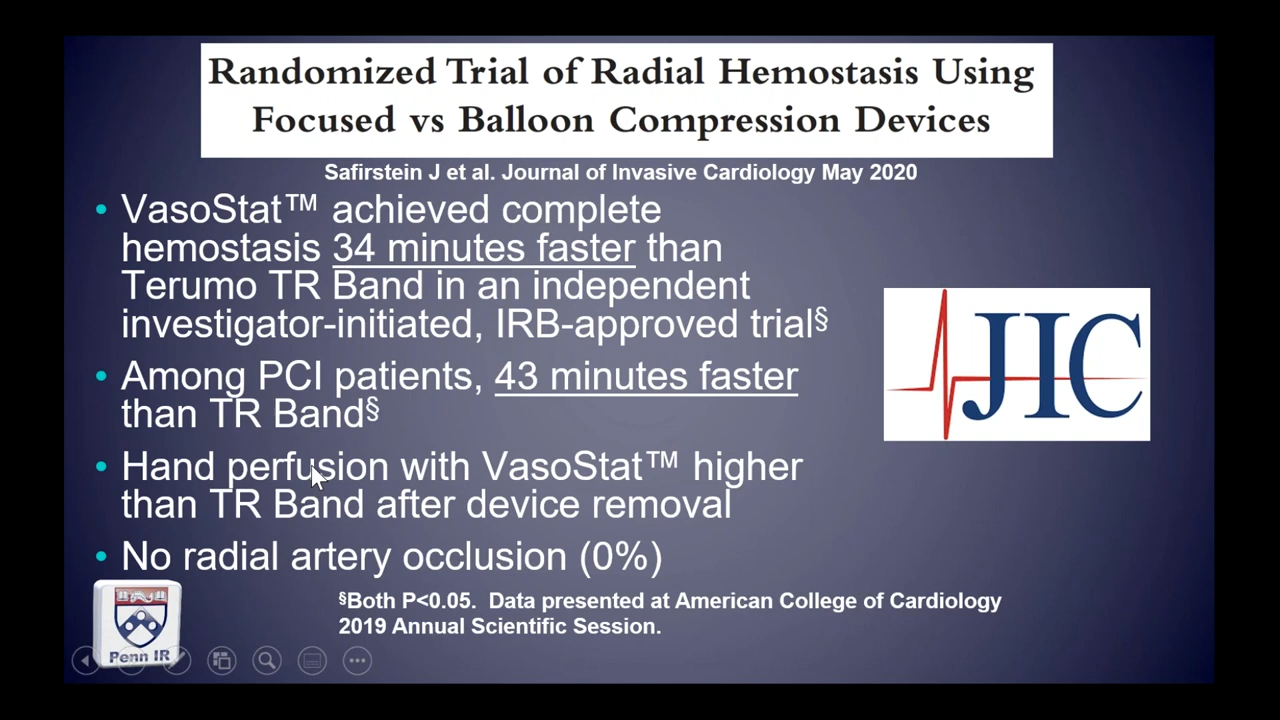 Randomized Trial of Radial Hemostasis Using
Focused vs Balloon Compression Devices
Safirstein J et al. Journal of Invasive Cardiology May 2020
• VasoStat™ achieved complete
hemostasis 34 minutes faster than
Terumo TR Band in an independent
investigator-initiated, IRB-approved trial§
• Among PCI patients, 43 minutes faster
than TR Band§
• Hand perfusion with VasoStat™ higher
than TR Band after device removal
• No radial artery occlusion (0%)
JIC
§Both P<0.05. Data presented at American College of Cardiology
2019 Annual Scientific Session.
Penn IR